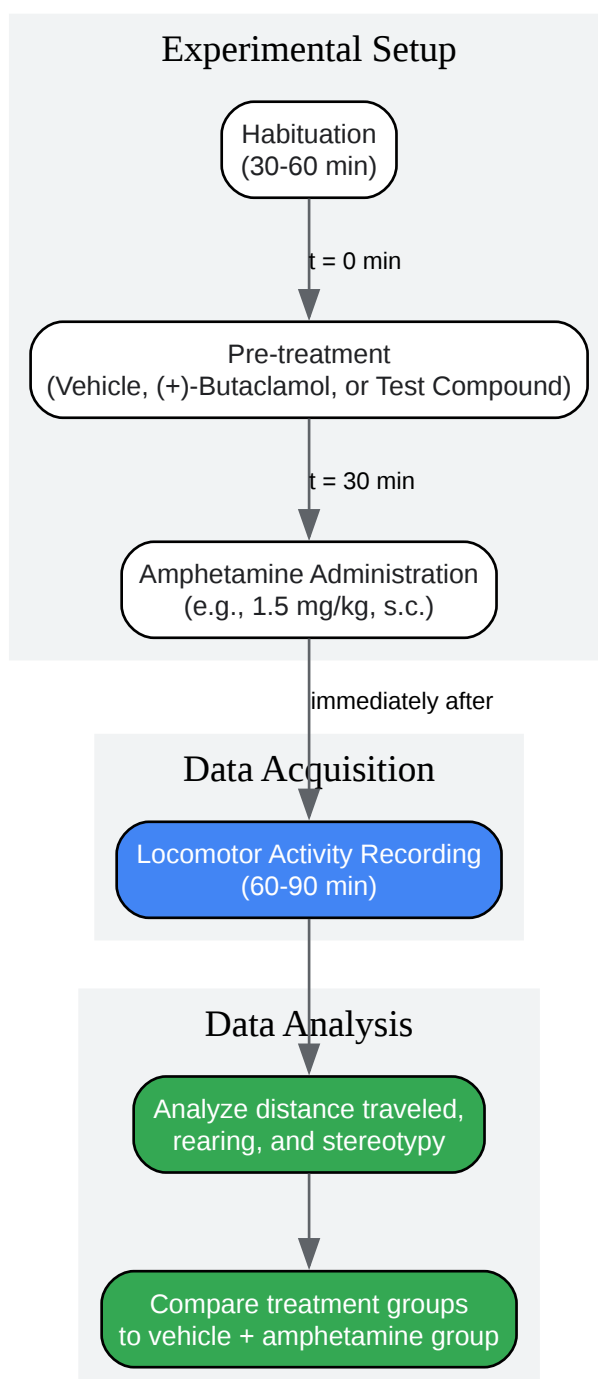 Experimental Setup
Habituation
(30-60 min)
t = 0 min
Pre-treatment
(Vehicle, (+)-Butaclamol, or Test Compound)
t = 30 min
Amphetamine Administration
(e.g., 1.5 mg/kg, s.c.)
immediately after
Data Acquisition
Locomotor Activity Recording
(60-90 min)
Data Analysis
Analyze distance traveled,
rearing, and stereotypy
Compare treatment groups
to vehicle + amphetamine group